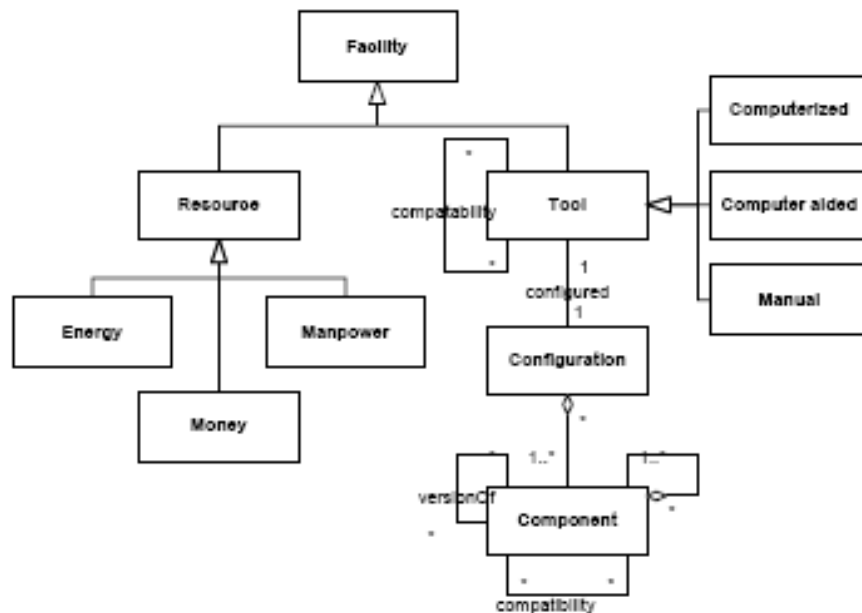 Facility
Computerized
*
Resource
Tool
Computer aided
compatability
*
1
configured
Manual
1
Energy
Manpower
Configuration
Money
*
*
1..*
1..*
versionOf
*
Component
*
*
*
compatibility